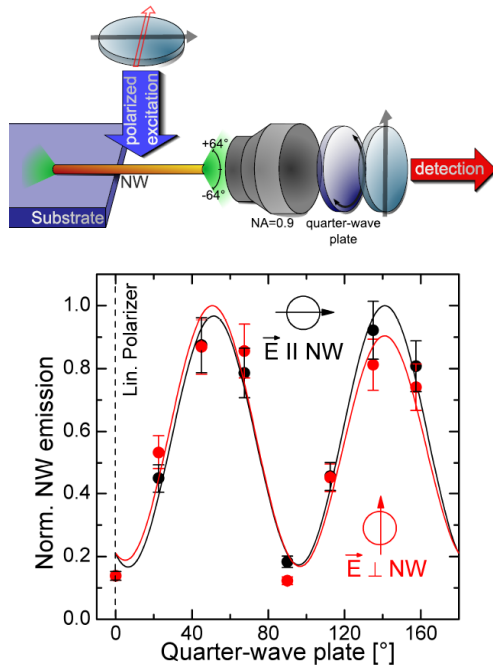 polarized
excitation
+64°
-64°
NW
Substrate
NA=0.9
quarter-wave
plate
detection
Norm. NW emission
1.0
0.8
0.6
0.4
0.2
0.0
Lin. Polarizer
E II NW
E ⊥ NW
0 40 80 120 160
Quarter-wave plate [°]